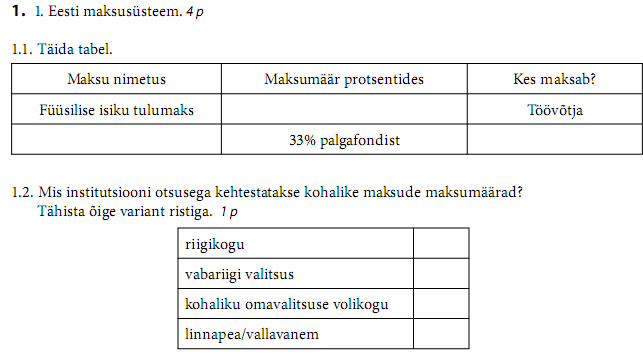 1. 1. Eesti maksusüsteem. 4 p
1.1. Täida tabel.
Maksu nimetus Maksumäär protsentides Kes maksab?
Füüsilise isiku tulumaks Töövõtja
33% palgafondist
1.2. Mis institutsiooni otsusega kehtestatakse kohalike maksude maksumäärad?
Tähista õige variant ristiga. 1 p
riigikogu
vabariigi valitsus
kohaliku omavalitsuse volikogu
linnapea/vallavanem